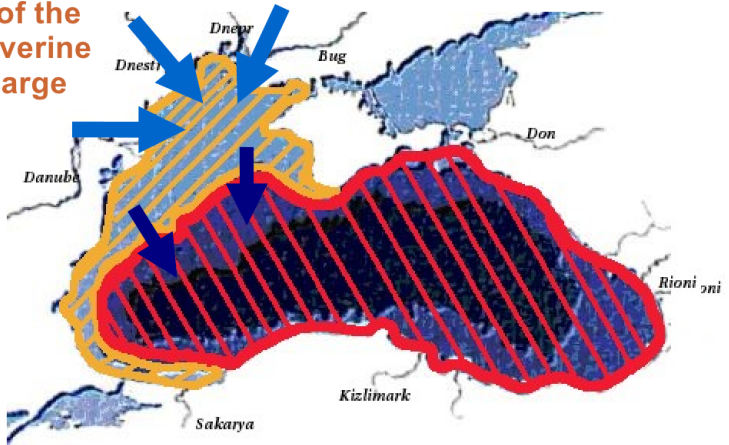 of the
verine
arge
Dnepr
Bug
Dnestr
Don
Danube
Rioni
oni
Kizlimark
Sakarya